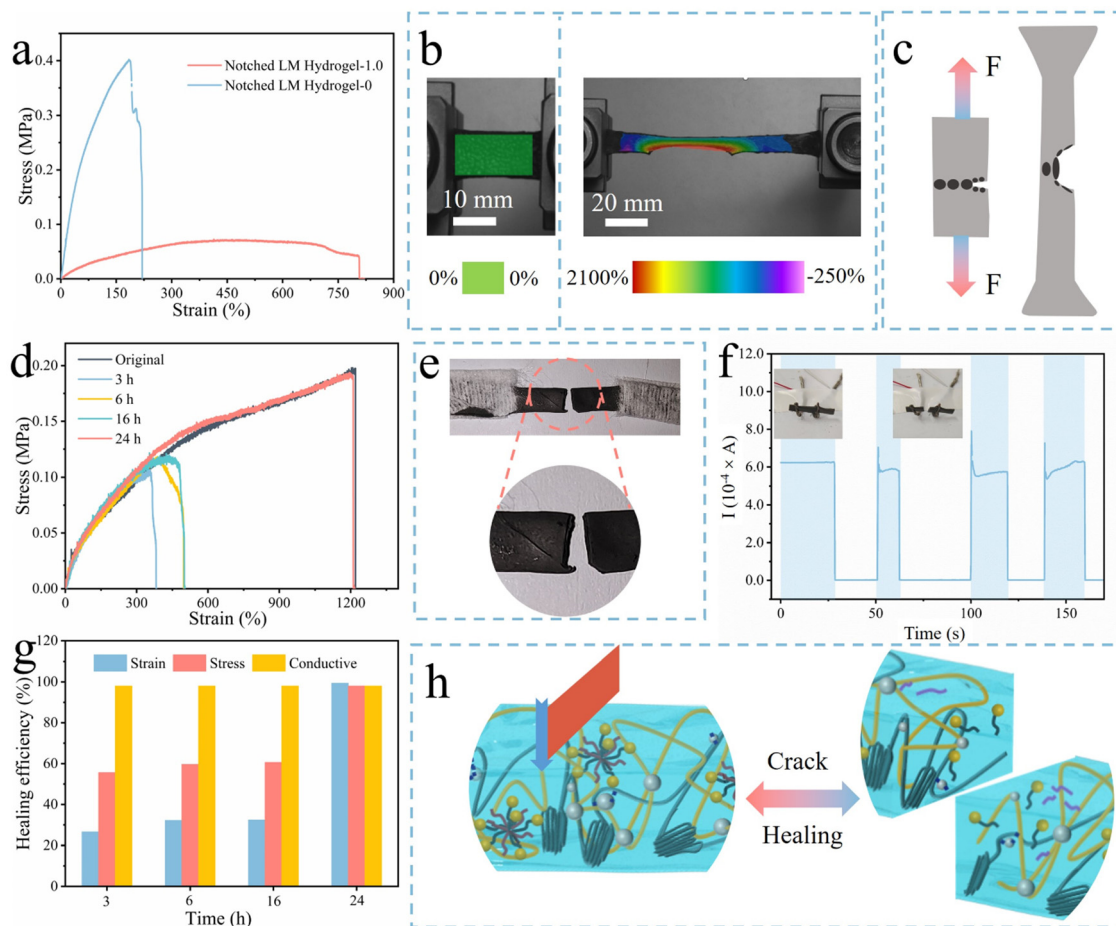 a
0.4
0.3
0.2
0.1
0.0
Stress (MPa)
Notched LM Hydrogel-1.0
Notched LM Hydrogel-0
0 150 300 450 600 750 900
Strain (%)
b
10 mm
20 mm
0% 0%
2100% -250%
c
F
F
d
0.20
0.15
0.10
0.05
0.00
Stress (MPa)
Original
3 h
6 h
16 h
24 h
0 300 600 900 1200
Strain (%)
e
f
12.0
10.0
8.0
6.0
4.0
2.0
0.0
I (10⁻⁴ × A)
0 50 100 150
Time (s)
g
120
100
80
60
40
20
0
Healing efficiency (%)
Strain Stress Conductive
3 6 16 24
Time (h)
h
Crack
Healing